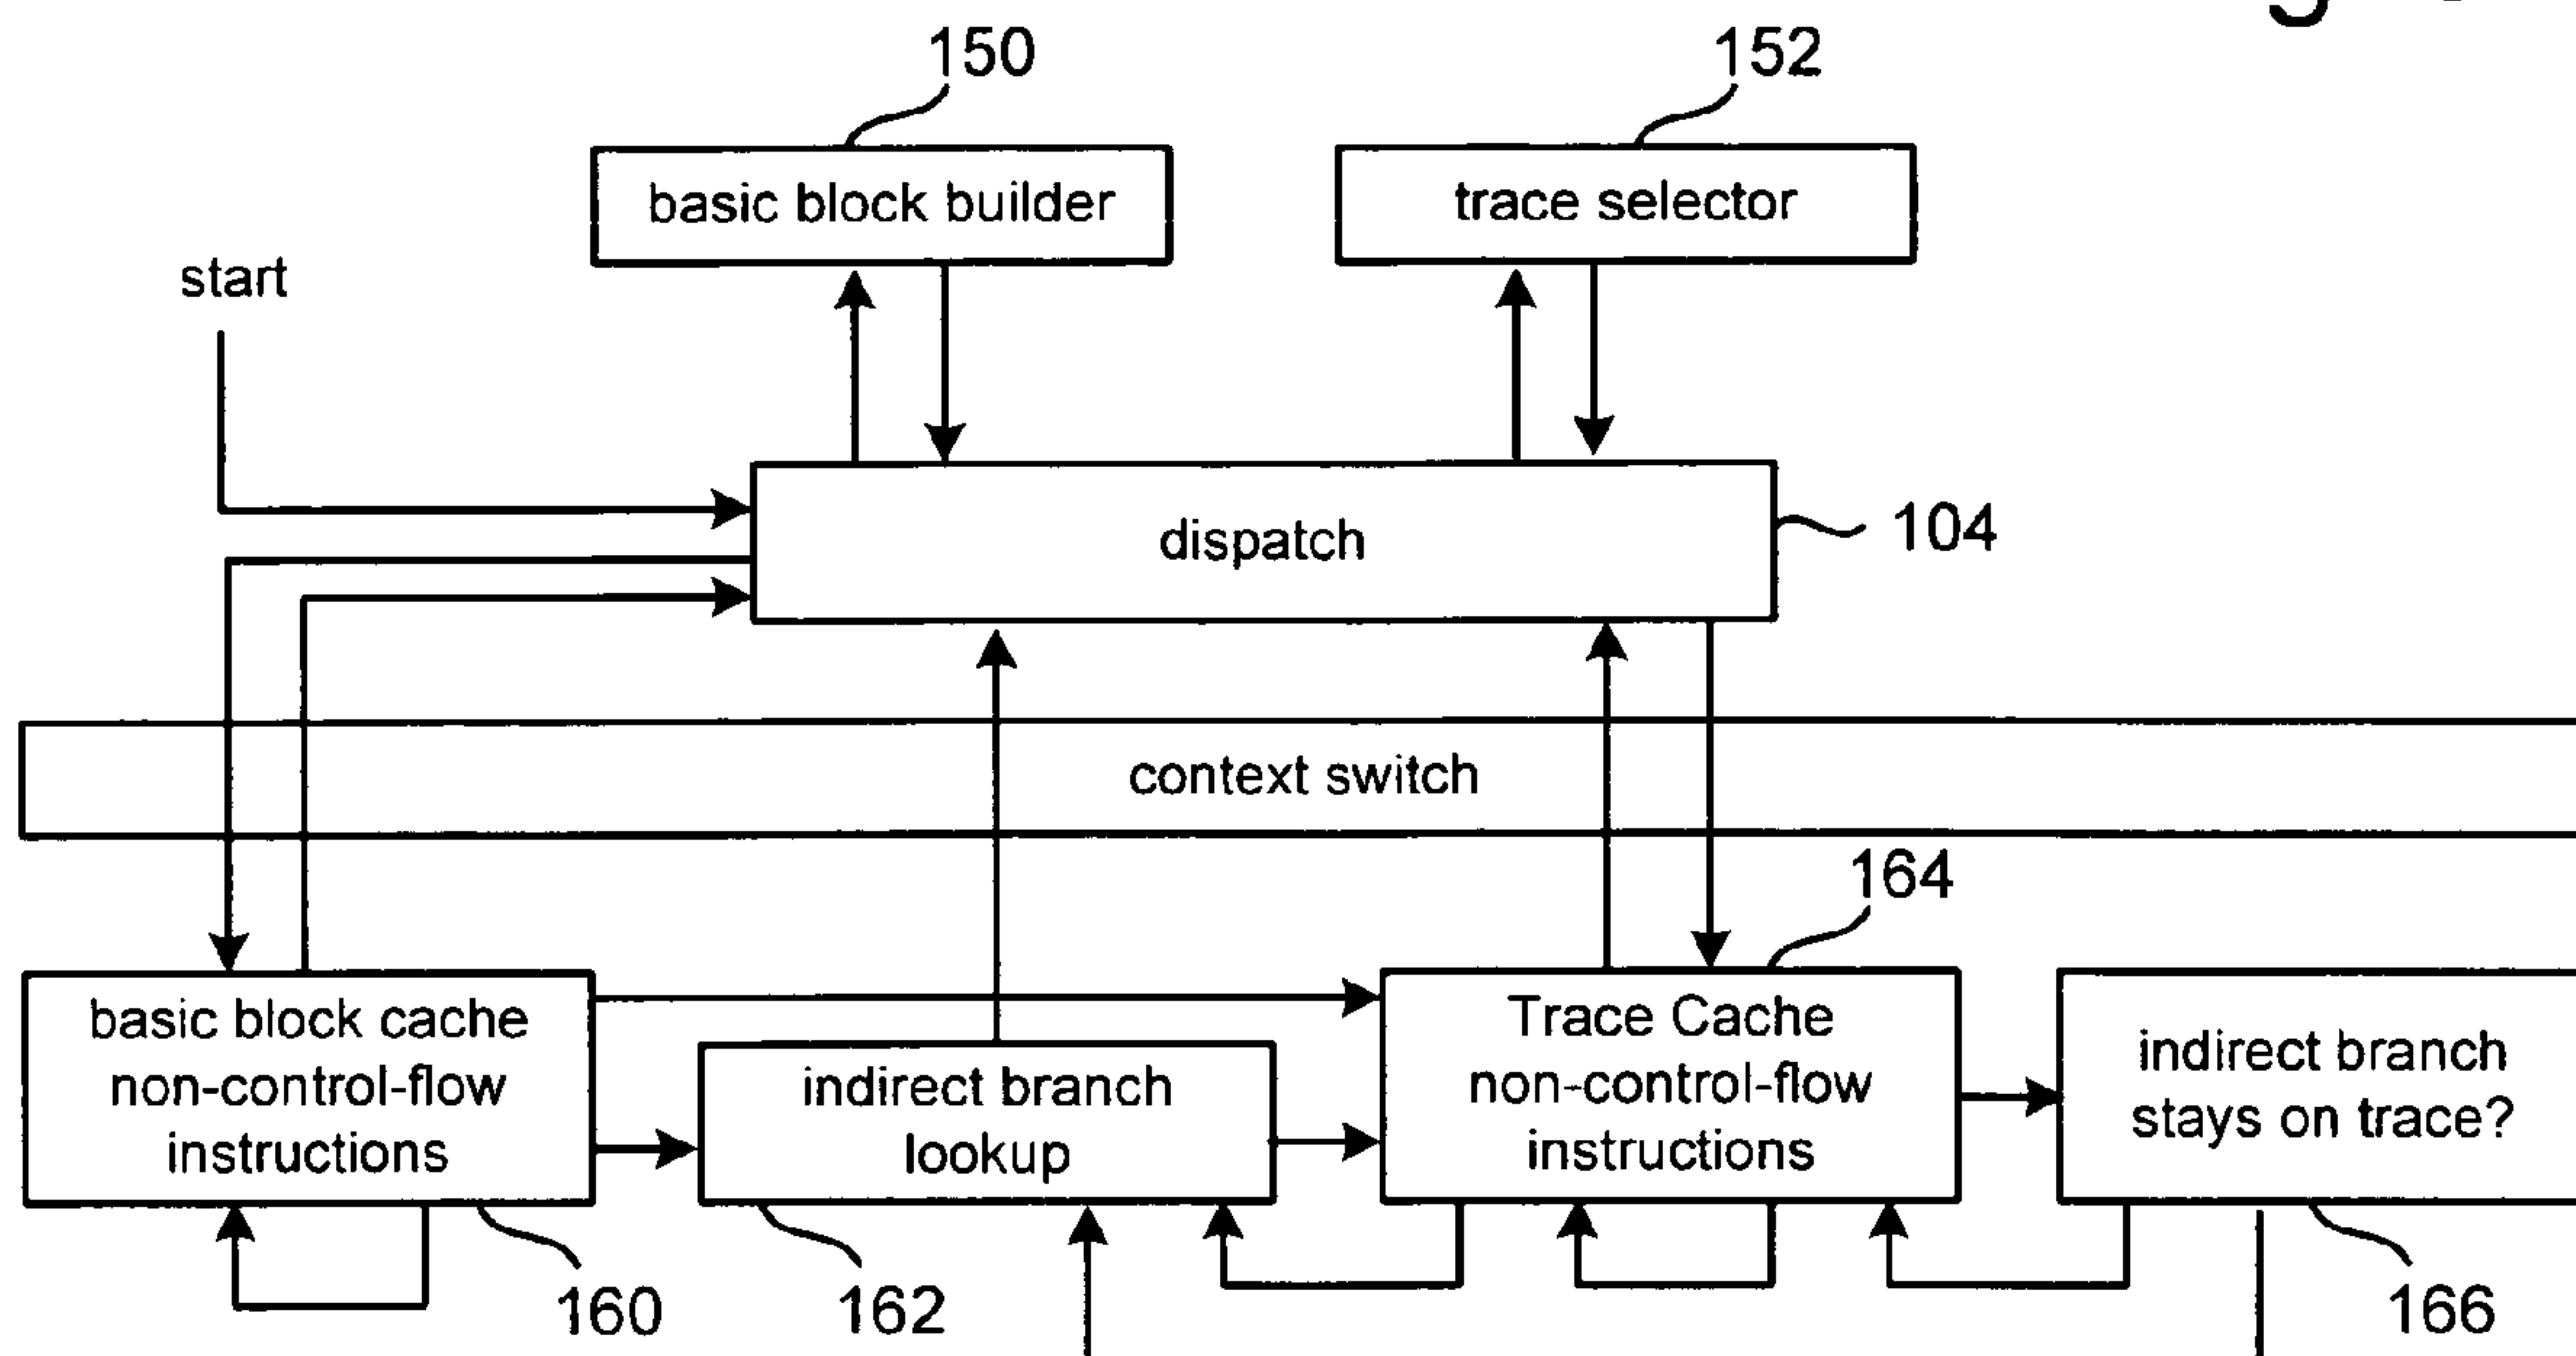 150
152
basic block builder
trace selector
start
dispatch
104
context switch
164
basic block cache
non-control-flow
instructions
indirect branch
lookup
Trace Cache
non-control-flow
instructions
indirect branch
stays on trace?
160
162
166